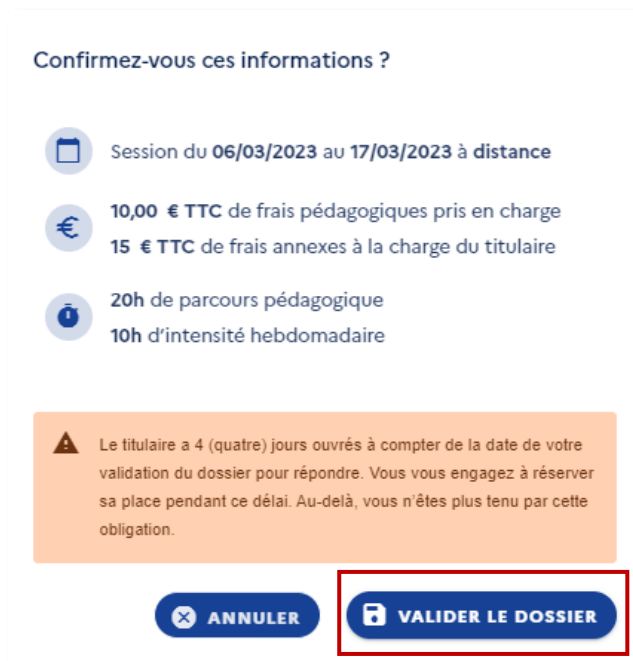 Confirmez-vous ces informations ?
Session du 06/03/2023 au 17/03/2023 à distance
10,00 € TTC de frais pédagogiques pris en charge
15 € TTC de frais annexes à la charge du titulaire
20h de parcours pédagogique
10h d'intensité hebdomadaire
Le titulaire a 4 (quatre) jours ouvrés à compter de la date de votre
validation du dossier pour répondre. Vous vous engagez à réserver
sa place pendant ce délai. Au-delà, vous n'êtes plus tenu par cette
obligation.
ANNULER
VALIDER LE DOSSIER